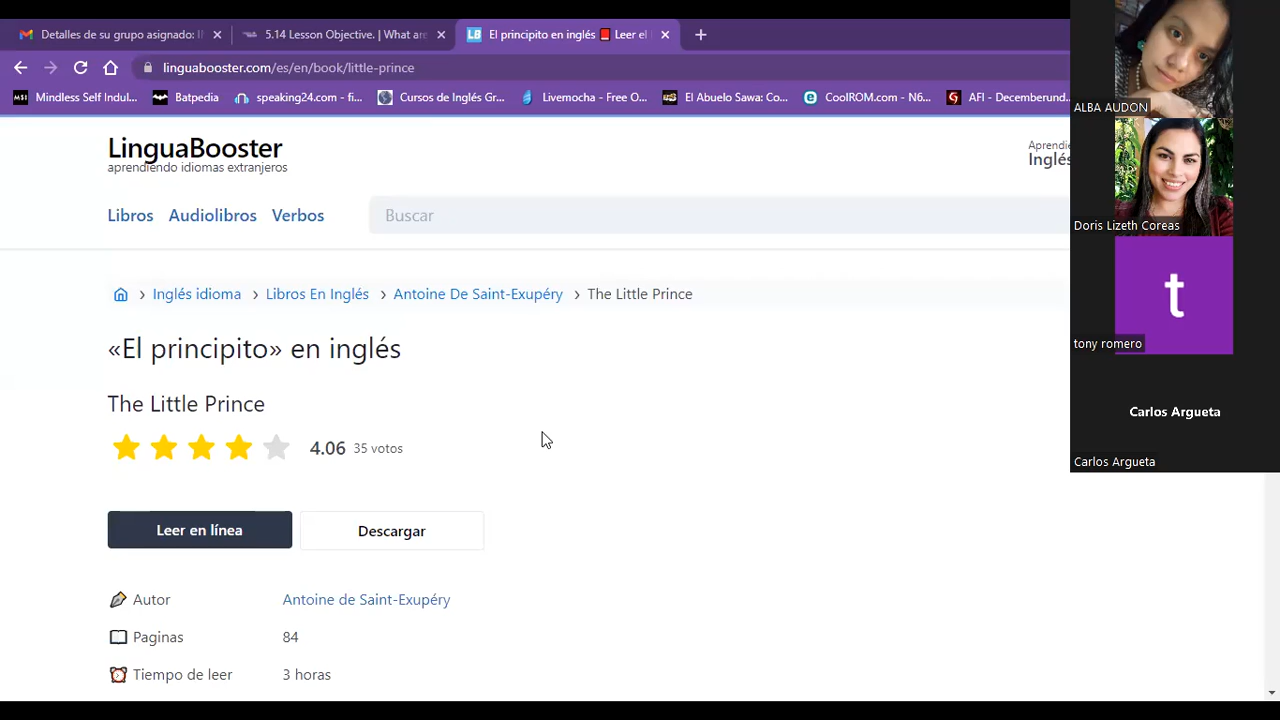 Detalles de su grupo asignado: I
5.14 Lesson Objective. | What are
LB
El principito en inglés 📕 Leer el
linguabooster.com/es/en/book/little-prince
Mindless Self Indul...
Batpedia
speaking24.com - fi...
Cursos de Inglés Gr...
Livemocha - Free O...
El Abuelo Sawa: Co...
CoolROM.com - N6...
AFI - Decemberund...
LinguaBooster
aprendiendo idiomas extranjeros
Aprendie
Inglés
Libros Audiolibros Verbos
Buscar
Inglés idioma › Libros En Inglés › Antoine De Saint-Exupéry › The Little Prince
«El principito» en inglés
The Little Prince
4.06 35 votos
Leer en línea
Descargar
Autor Antoine de Saint-Exupéry
Paginas 84
Tiempo de leer 3 horas
ALBA AUDON
Doris Lizeth Coreas
t
tony romero
Carlos Argueta
Carlos Argueta